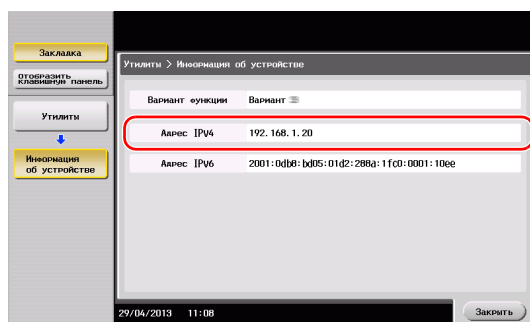 Закладка
Утилиты > Информация об устройстве
Отобразить
клавишную панель
Вариант функции Вариант
Утилиты
Адрес IPV4 192.168.1.20
Информация
об устройстве
Адрес IPV6 2001:0db8:bd05:01d2:288a:1fc0:0001:10ee
29/04/2013 11:08
Закрыть